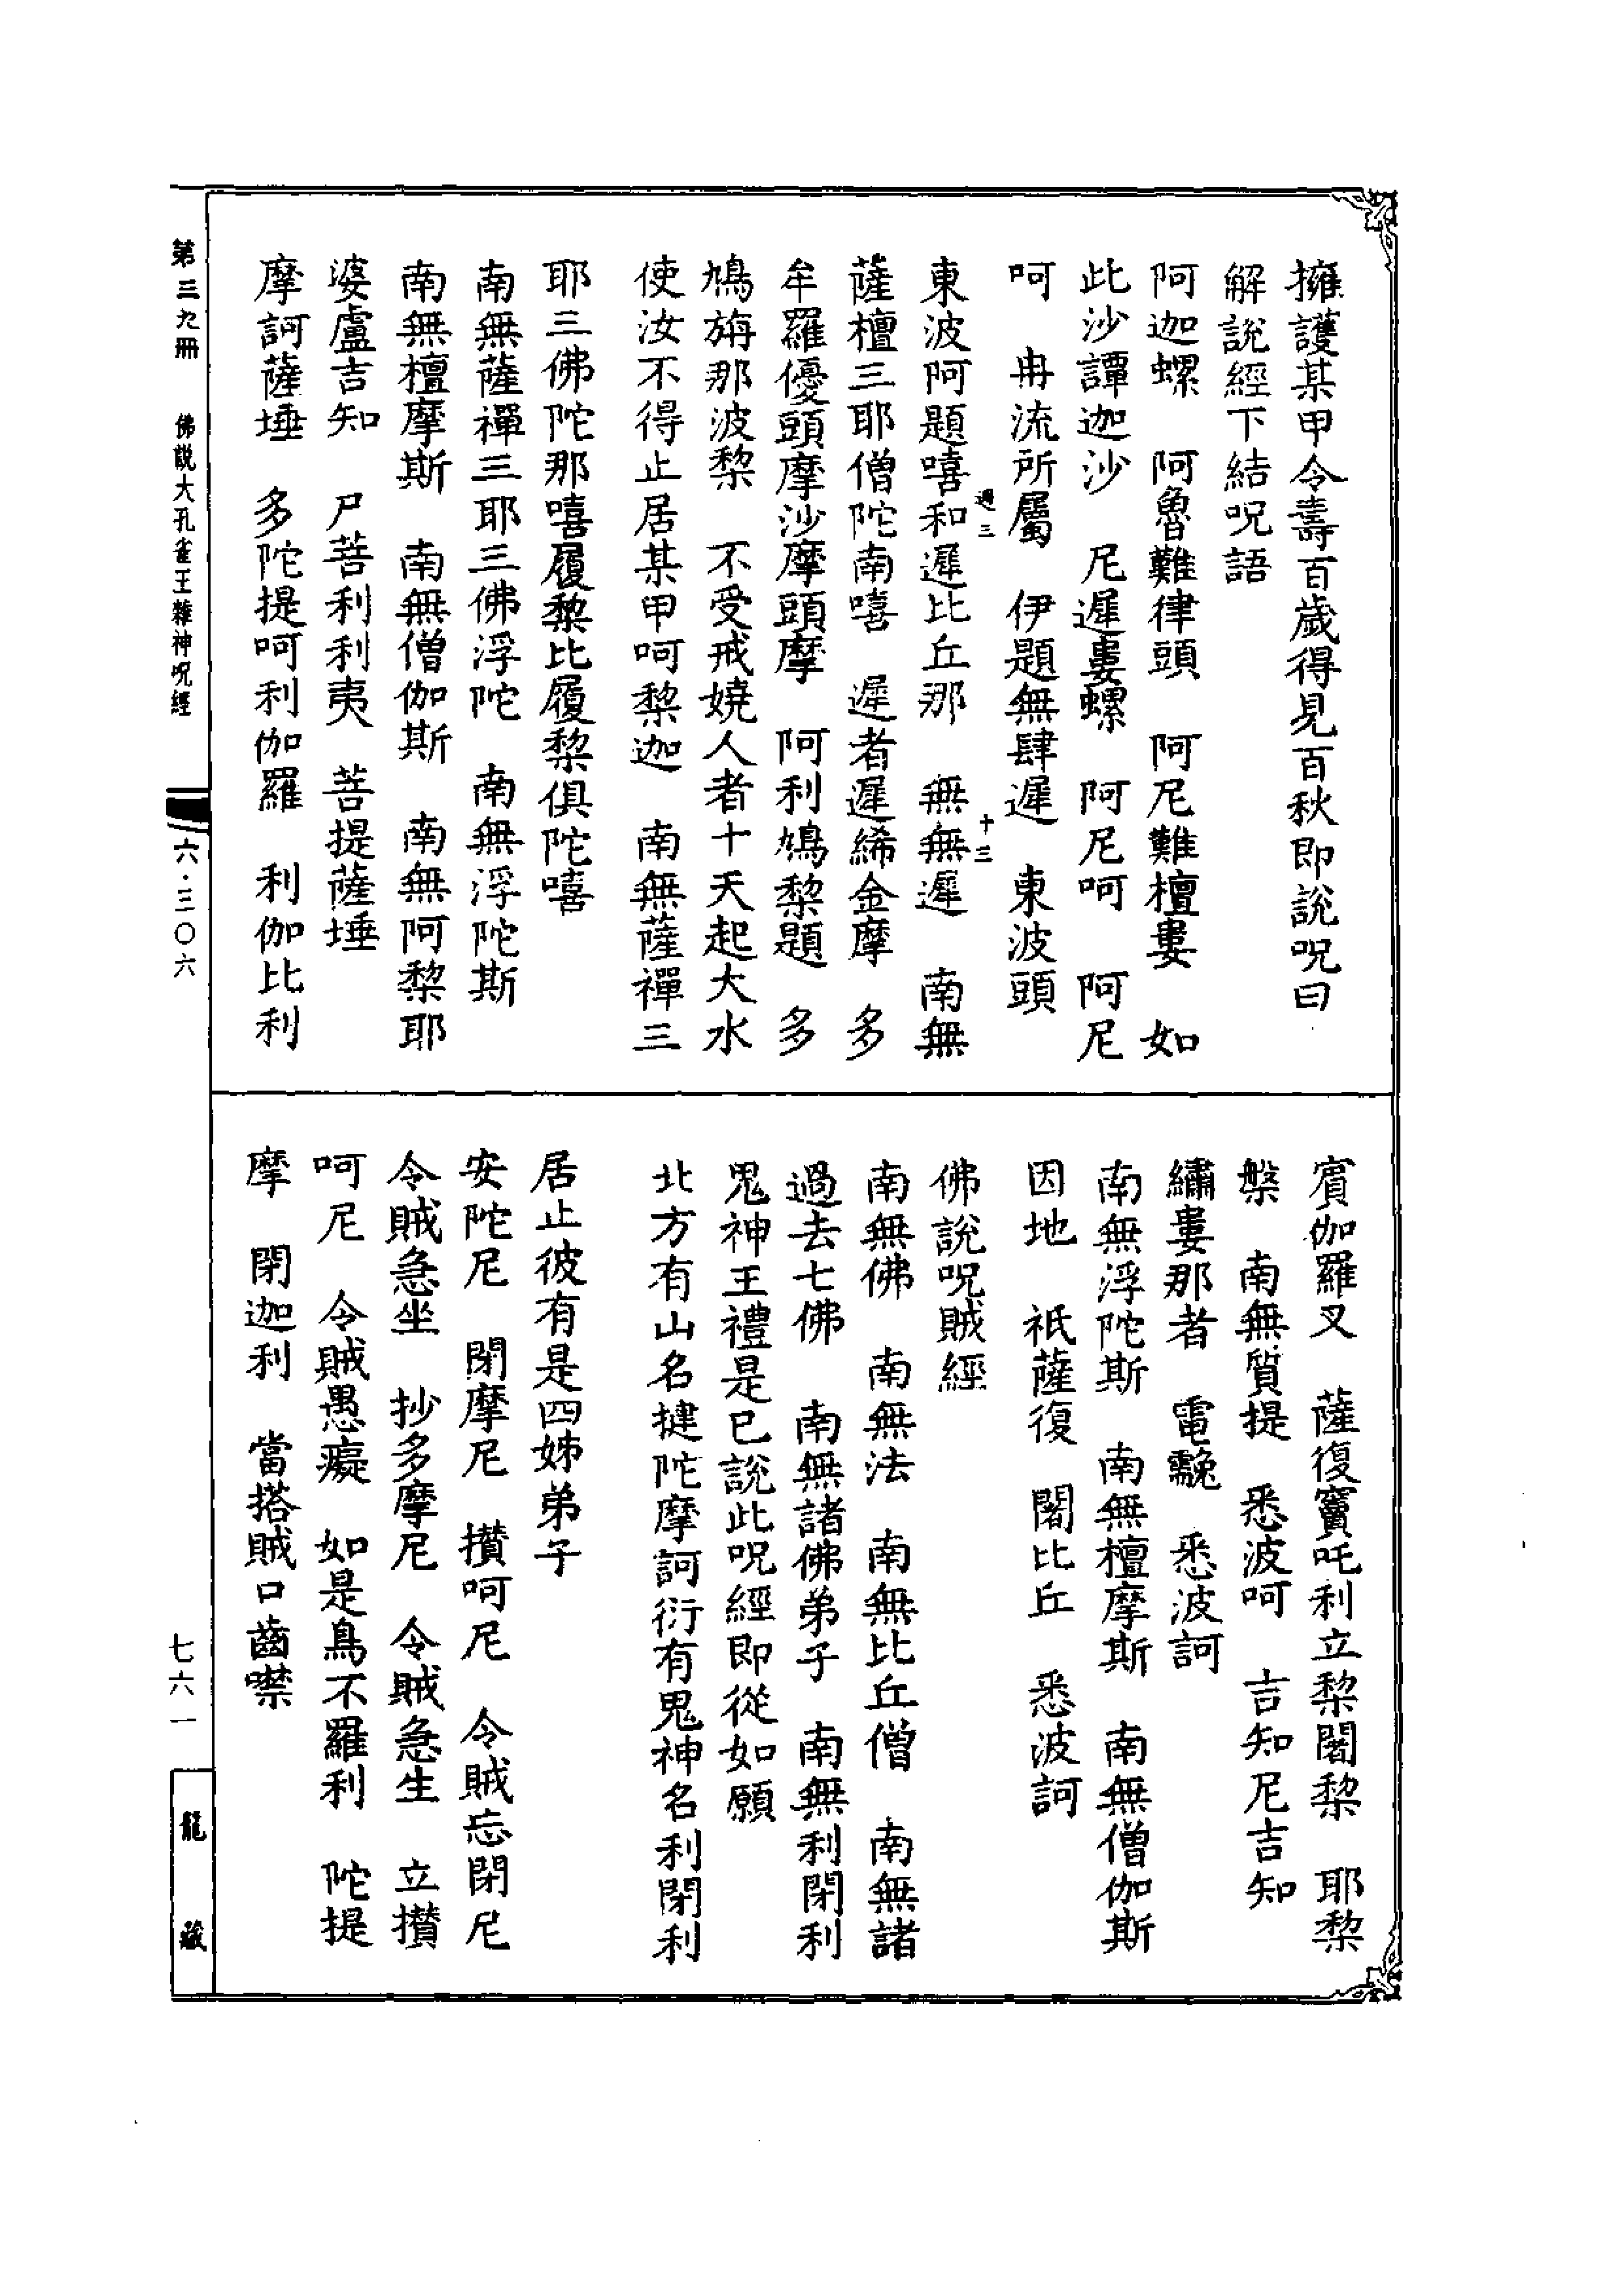 擁護某甲令壽百歲得見百秋即說呪曰
解說經下結呪語
阿迦螺　阿魯難律頭　阿尼難檀婁　如
此沙譚迦沙　尼遲婁螺　阿尼呵　阿尼
呵　冉流所屬　伊題無肆遲　東波頭
三　十三
東波阿題嘻和遲比丘那　無無遲　南無
薩檀三耶僧陀南嘻　遲者遲絺金摩　多
牟羅優頭摩沙摩頭摩　阿利鳩黎題　多
鳩旃那波黎　不受戒嬈人者十天起大水
使汝不得止居某甲呵黎迦　南無薩禪三
耶三佛陀那嘻履黎比履黎俱陀嘻
南無薩禪三耶三佛浮陀　南無浮陀斯
南無檀摩斯　南無僧伽斯　南無阿黎耶
婆盧吉知　尸菩利利夷　菩提薩埵
摩訶薩埵　多陀提呵利伽羅　利伽比利
賓伽羅叉　薩復竇吒利立黎闍黎　耶黎
槃　南無質提　悉波呵　吉知尼吉知
繡婁那者　電　悉波訶
南無浮陀斯　南無檀摩斯　南無僧伽斯
因地　祇薩復　闍比丘　悉波訶
佛說呪賊經
南無佛　南無法　南無比丘僧　南無諸
過去七佛　南無諸佛弟子　南無利閉利
鬼神王禮是已說此呪經即從如願
北方有山名揵陀摩訶衍有鬼神名利閉利
居止彼有是四姊弟子
安陀尼　閉摩尼　攢呵尼　令賊忘閉尼
令賊急坐　抄多摩尼　令賊急生　立攢
呵尼　令賊愚癡　如是鳥不羅利　陀提
摩　閉迦利　當搭賊口齒噤
第三九冊　佛說大孔雀王雜神呪經
六·三〇六
七六一
龍藏